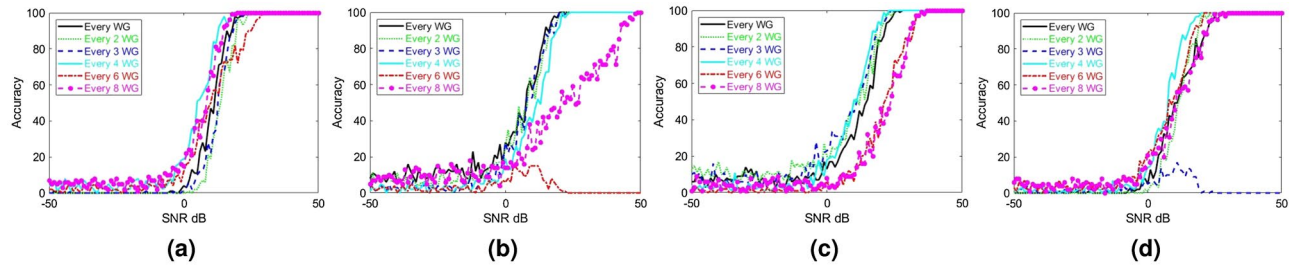 100
80
60
40
20
0
Accuracy
Every WG
Every 2 WG
Every 3 WG
Every 4 WG
Every 6 WG
Every 8 WG
-50
0
50
SNR dB
(a)
100
80
60
40
20
0
Accuracy
Every WG
Every 2 WG
Every 3 WG
Every 4 WG
Every 6 WG
Every 8 WG
-50
0
50
SNR dB
(b)
100
80
60
40
20
0
Accuracy
Every WG
Every 2 WG
Every 3 WG
Every 4 WG
Every 6 WG
Every 8 WG
-50
0
50
SNR dB
(c)
100
80
60
40
20
0
Accuracy
Every WG
Every 2 WG
Every 3 WG
Every 4 WG
Every 6 WG
Every 8 WG
-50
0
50
SNR dB
(d)